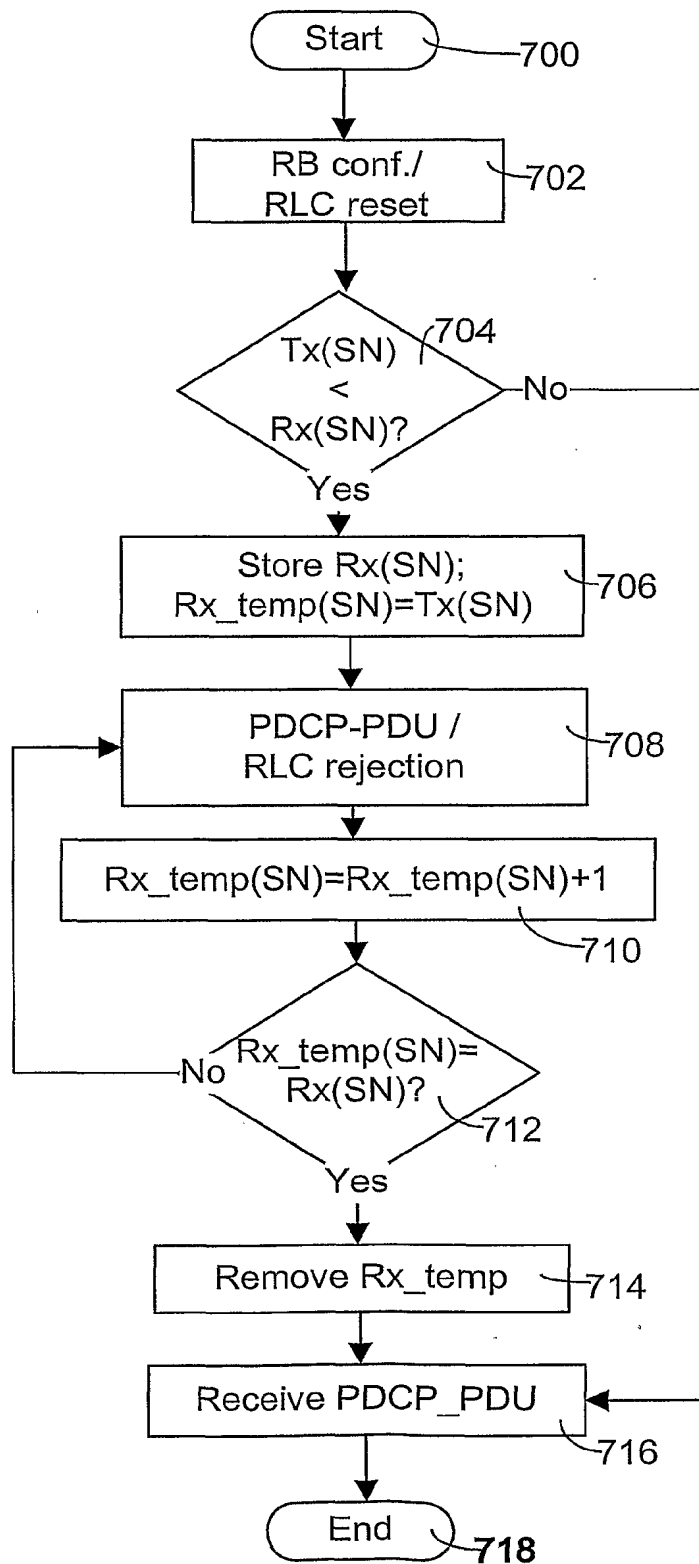 Start
700
RB conf./
RLC reset
702
704
Tx(SN)
<
Rx(SN)?
No
Yes
Store Rx(SN);
Rx_temp(SN)=Tx(SN)
706
PDCP-PDU /
RLC rejection
708
Rx_temp(SN)=Rx_temp(SN)+1
710
Rx_temp(SN)=
Rx(SN)?
No
712
Yes
Remove Rx_temp
714
Receive PDCP_PDU
716
End
718